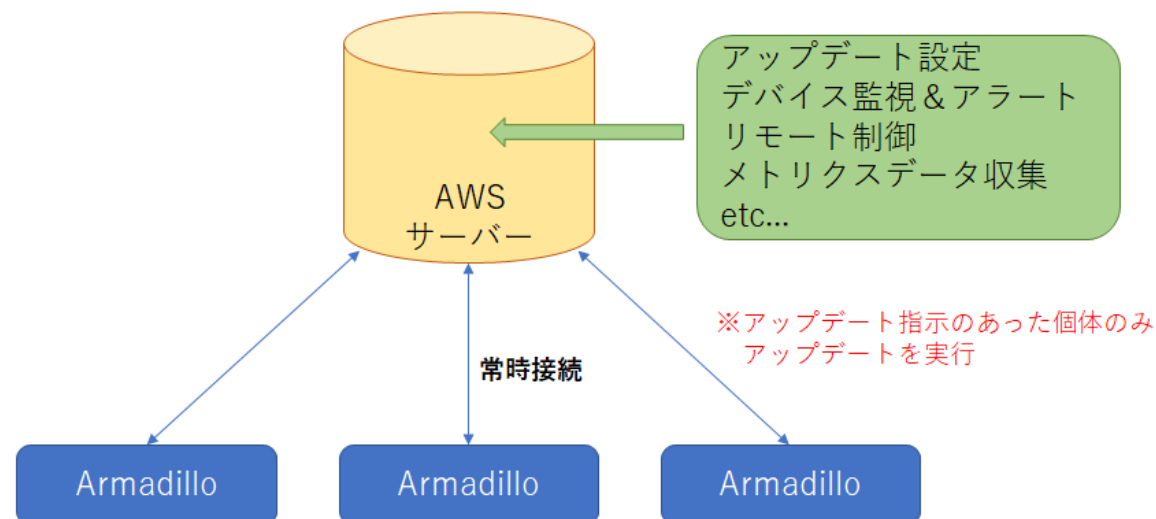 アップデート設定
デバイス監視＆アラート
リモート制御
メトリクスデータ収集
etc...
AWS
サーバー
※アップデート指示のあった個体のみ
アップデートを実行
常時接続
Armadillo
Armadillo
Armadillo